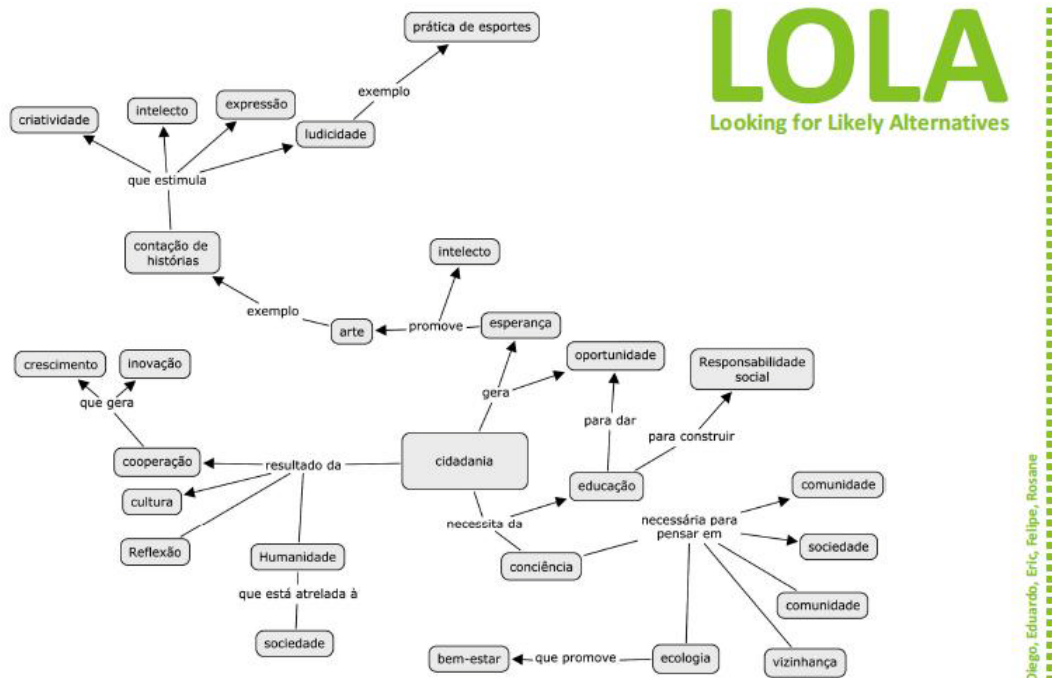 LOLA
Looking for Likely Alternatives
prática de esportes
exemplo
criatividade
intelecto
expressão
ludicidade
que estimula
contação de
histórias
exemplo
arte
promove
intelecto
esperança
crescimento
inovação
que gera
oportunidade
Responsabilidade
social
gera
para dar
para construir
cooperação
resultado da
cidadania
cultura
educação
comunidade
Reflexão
Humanidade
necessita da
conciência
necessária para
pensar em
sociedade
que está atrelada à
comunidade
sociedade
bem-estar
que promove
ecologia
vizinhança
Diego, Eduardo, Eric, Felipe, Rosane